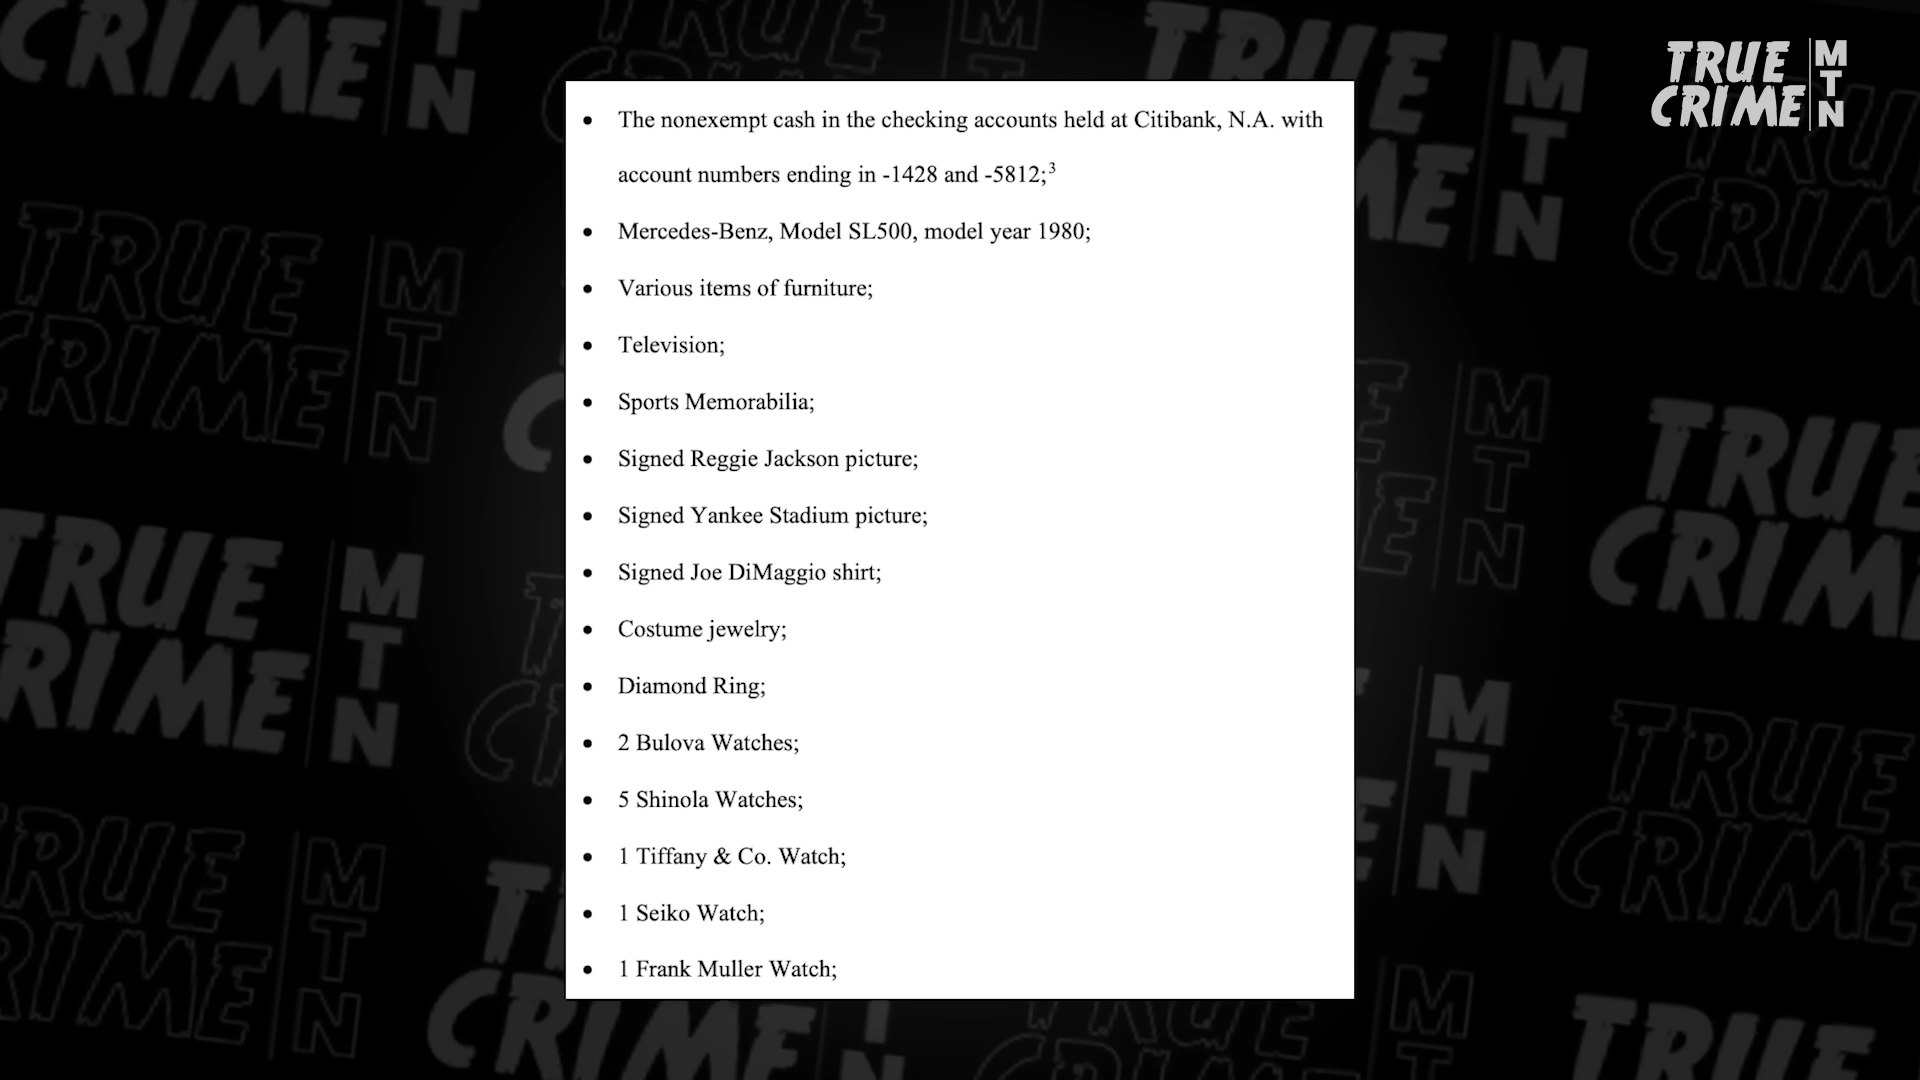 TRUE
CRIME
MTN
• The nonexempt cash in the checking accounts held at Citibank, N.A. with
account numbers ending in -1428 and -5812;³
• Mercedes-Benz, Model SL500, model year 1980;
• Various items of furniture;
• Television;
• Sports Memorabilia;
• Signed Reggie Jackson picture;
• Signed Yankee Stadium picture;
• Signed Joe DiMaggio shirt;
• Costume jewelry;
• Diamond Ring;
• 2 Bulova Watches;
• 5 Shinola Watches;
• 1 Tiffany & Co. Watch;
• 1 Seiko Watch;
• 1 Frank Muller Watch;